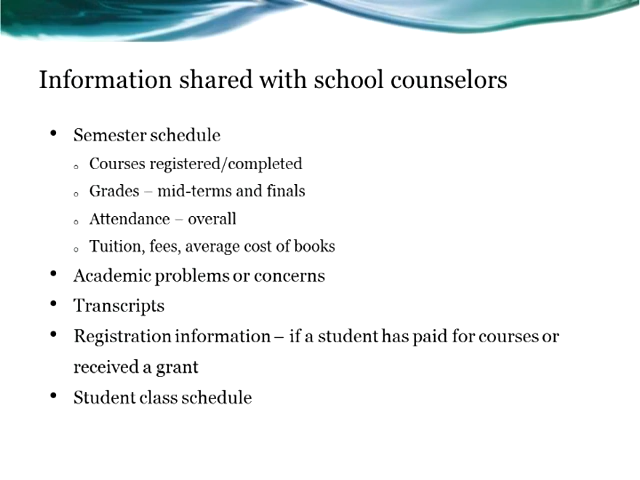 Information shared with school counselors
• Semester schedule
o Courses registered/completed
o Grades – mid-terms and finals
o Attendance – overall
o Tuition, fees, average cost of books
• Academic problems or concerns
• Transcripts
• Registration information – if a student has paid for courses or
received a grant
• Student class schedule